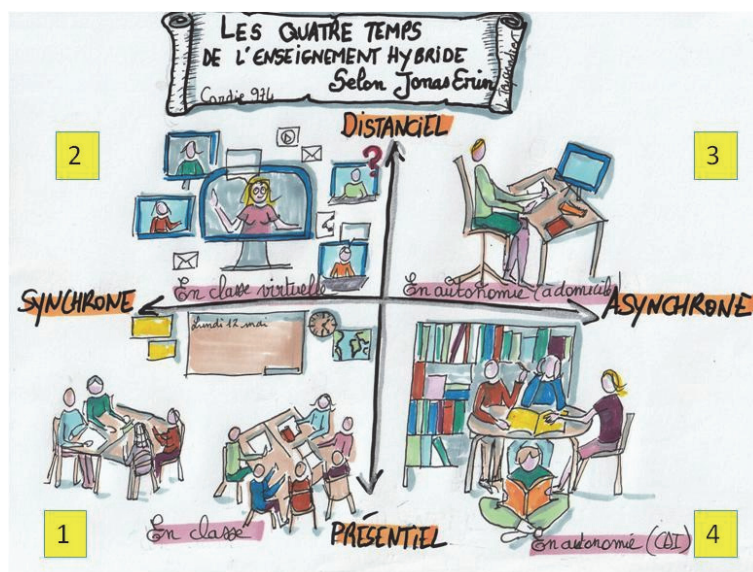 LES QUATRE TEMPS
DE L'ENSEIGNEMENT HYBRIDE
Selon Jonas Erin
Candie 974
DISTANCIEL
2
3
?
En classe virtuelle
En autonomie (à domicile)
SYNCHRONE
ASYNCHRONE
Lundi 12 mai
1
En classe
PRÉSENTIEL
En autonomie (CDI)
4